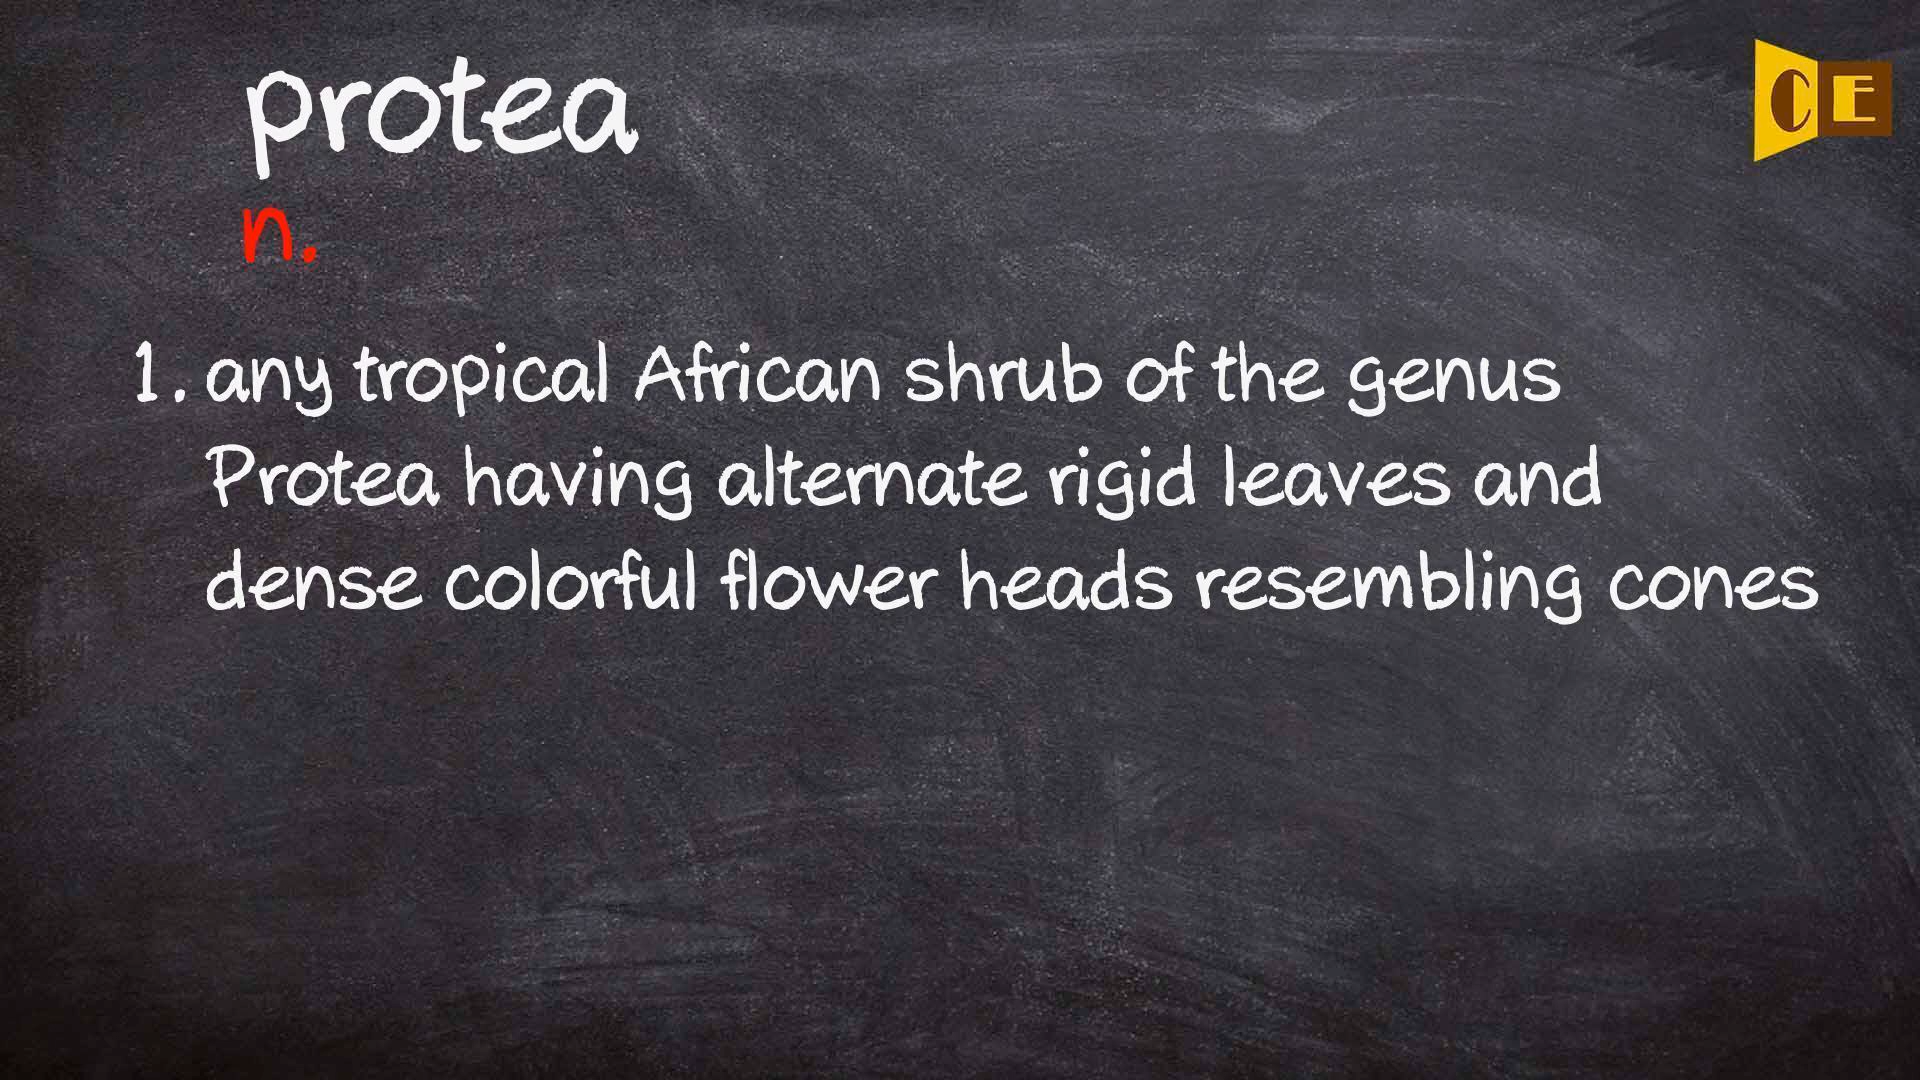 protea
CE
n.
1. any tropical African shrub of the genus
Protea having alternate rigid leaves and
dense colorful flower heads resembling cones